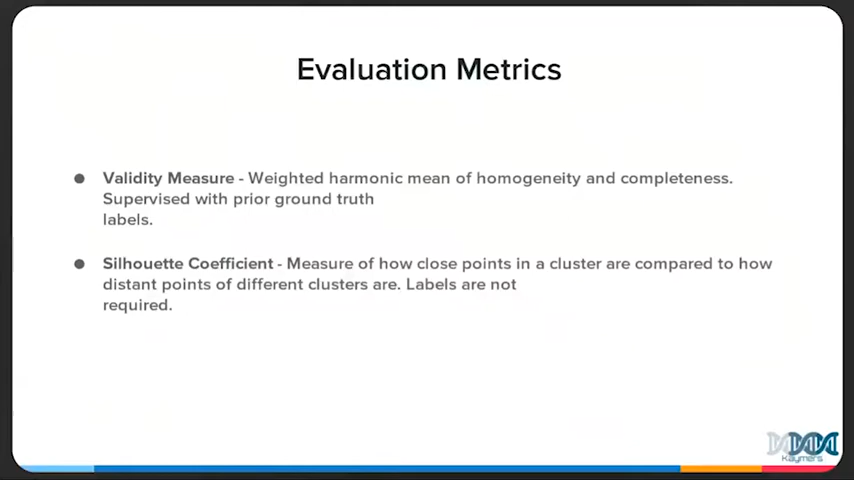 Evaluation Metrics
● Validity Measure - Weighted harmonic mean of homogeneity and completeness.
Supervised with prior ground truth
labels.
● Silhouette Coefficient - Measure of how close points in a cluster are compared to how
distant points of different clusters are. Labels are not
required.
Kaymers